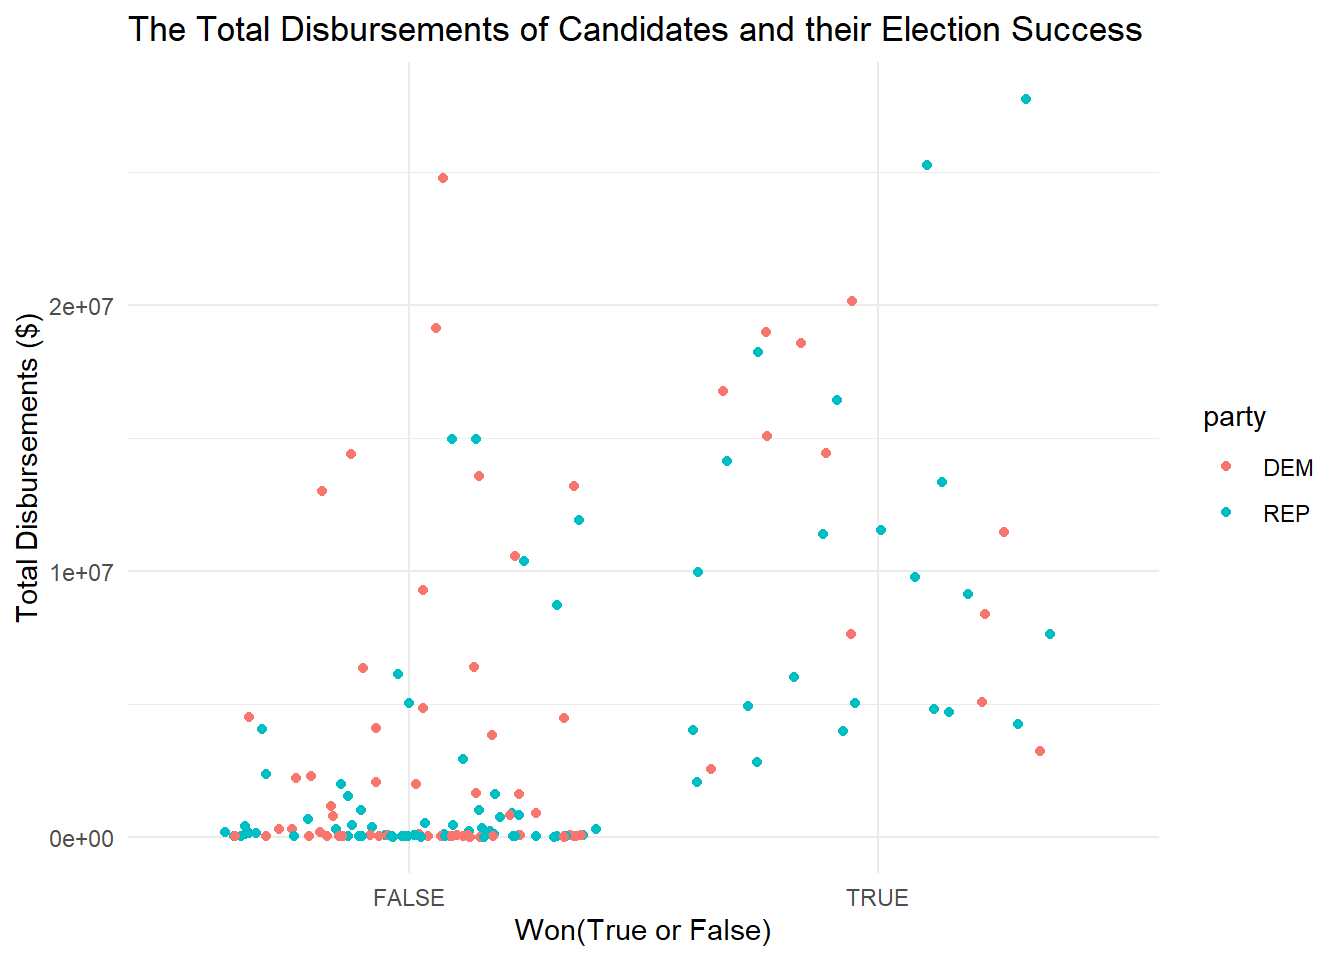 The Total Disbursements of Candidates and their Election Success
Total Disbursements ($)
2e+07
1e+07
0e+00
FALSE
TRUE
Won(True or False)
party
DEM
REP